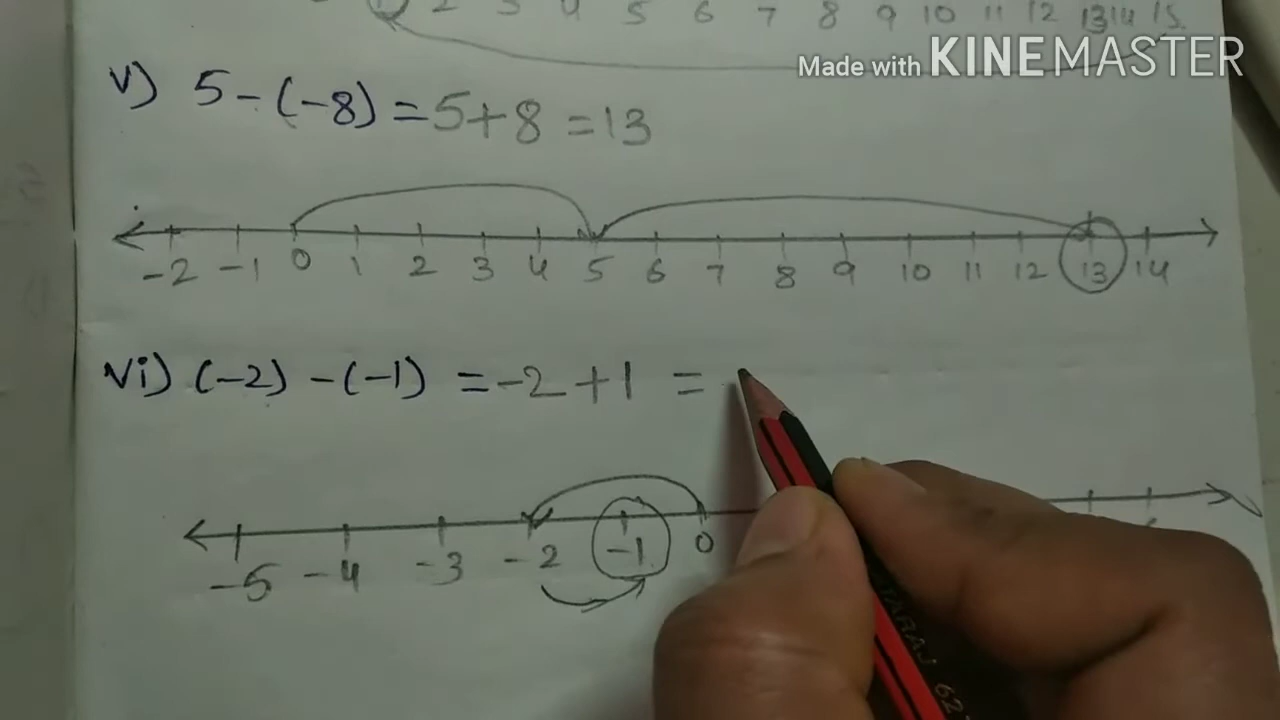 1 2 3 4 5 6 7 8 9 10 11 12 13 14 15
Made with KINEMASTER
v) 5 - (-8) = 5 + 8 = 13
-2 -1 0 1 2 3 4 5 6 7 8 9 10 11 12 13 14
vi) (-2) - (-1) = -2 + 1 = -
-5 -4 -3 -2 -1 0